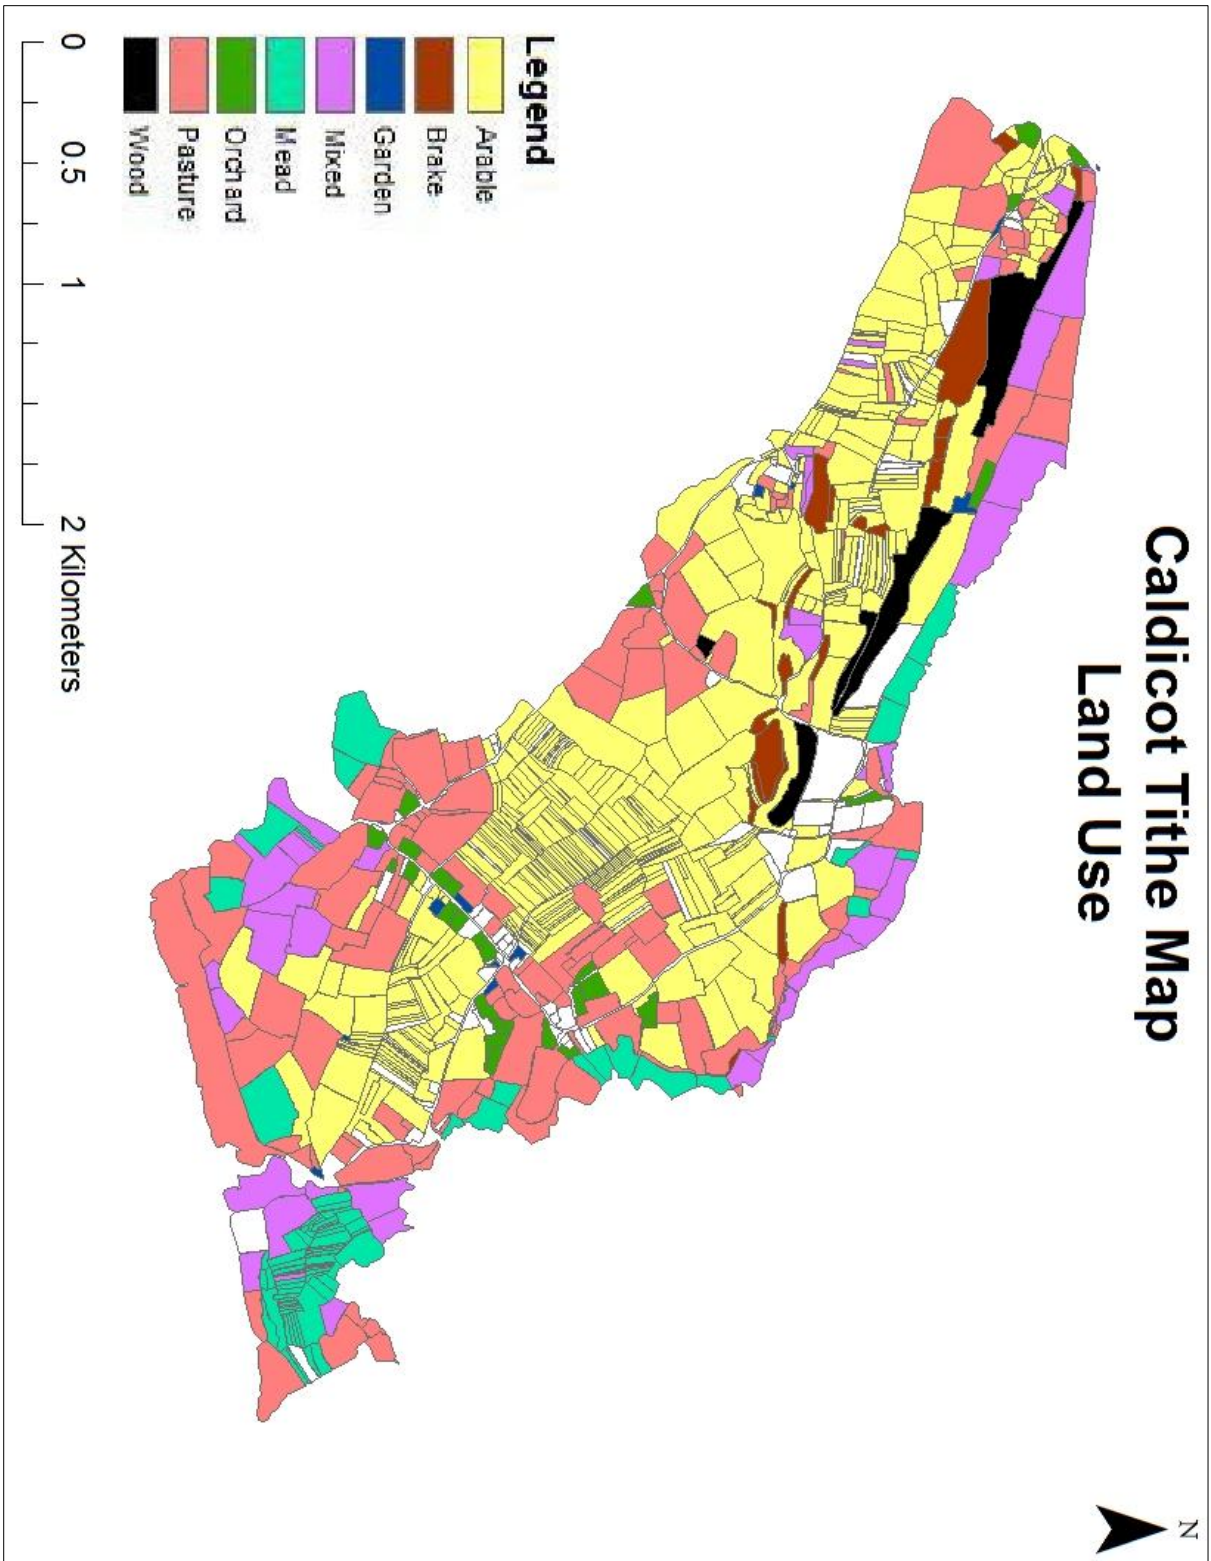 Caldicot Tithe Map
Land Use
N
Legend
Arable
Brake
Garden
Mixed
Mead
Orchard
Pasture
Wood
0 0.5 1 2 Kilometers